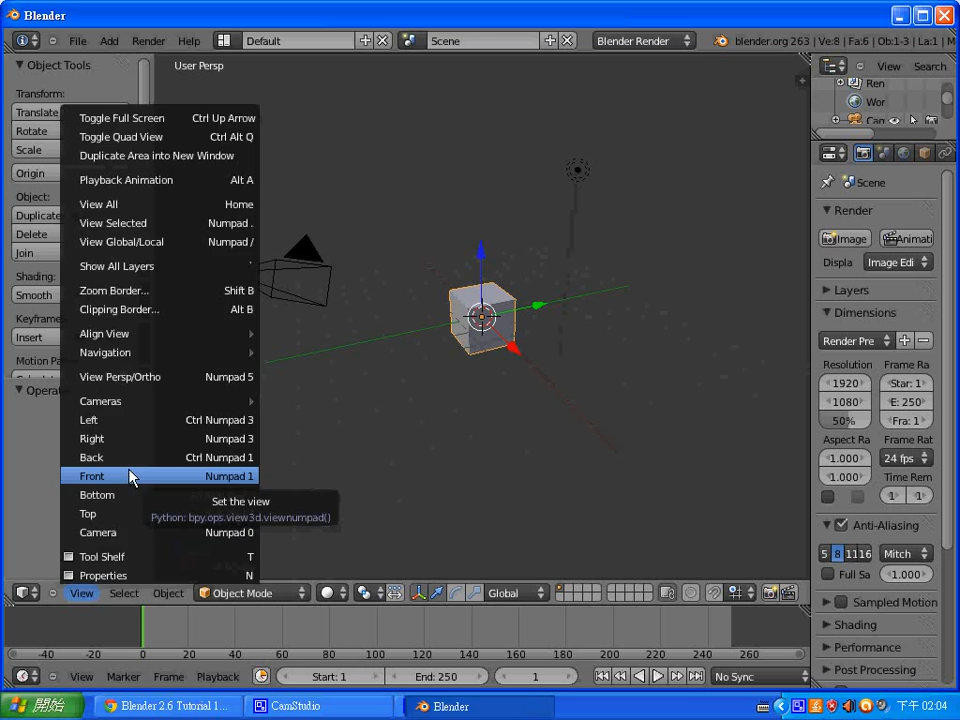 Blender
File Add Render Help Default Scene Blender Render blender.org 263 | Ve:8 | Fa:6 | Ob:1-3 | La:1 | M
Object Tools
User Persp
View Search
Ren
Wor
Transform:
Translate
Rotate
Scale
Origin
Object:
Duplicate
Delete
Join
Shading:
Smooth
Keyframes
Insert
Motion Pat
Operat
Toggle Full Screen Ctrl Up Arrow
Toggle Quad View Ctrl Alt Q
Duplicate Area into New Window
Playback Animation Alt A
View All Home
View Selected Numpad .
View Global/Local Numpad /
Show All Layers `
Zoom Border... Shift B
Clipping Border... Alt B
Align View
Navigation
View Persp/Ortho Numpad 5
Cameras
Left Ctrl Numpad 3
Right Numpad 3
Back Ctrl Numpad 1
Front Numpad 1
Bottom
Top
Camera Numpad 0
Tool Shelf T
Properties N
Set the view
Python: bpy.ops.view3d.viewnumpad()
Scene
Render
Image Animati
Displa Image Edi
Layers
Dimensions
Render Pre
Resolution Frame Ra
1920 Star: 1
1080 E: 250
50% Fra: 1
Aspect Ra Frame Rat
1.000 24 fps
1.000 Time Rem
1 1
Anti-Aliasing
5 8 11 16 Mitch
Full Sa 1.000
Sampled Motion
Shading
Performance
Post Processing
View Select Object Object Mode Global
-40 -20 0 20 40 60 80 100 120 140 160 180 200 220 240 260
View Marker Frame Playback Start: 1 End: 250 1 No Sync
開始 Blender 2.6 Tutorial 1... CamStudio Blender 下午 02:04